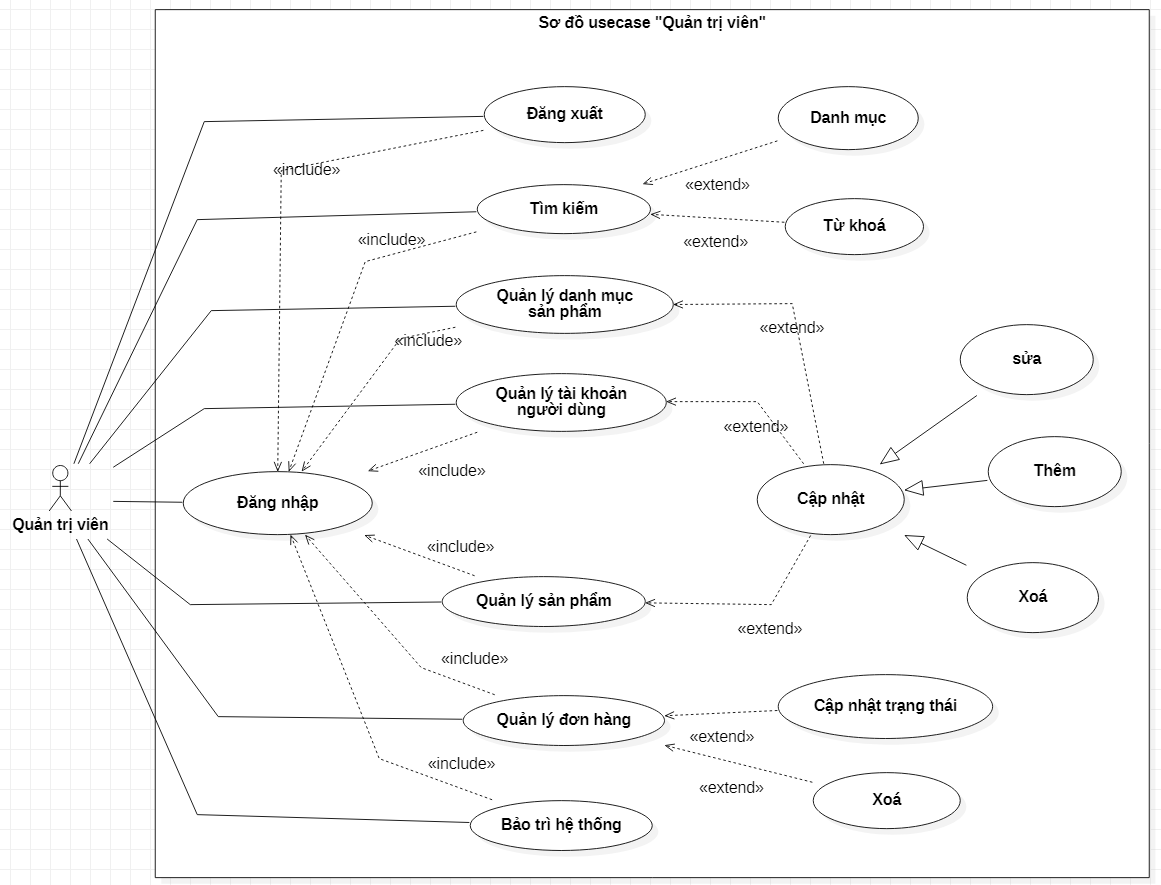 Sơ đồ usecase "Quản trị viên"
Đăng xuất
Danh mục
«include»
«extend»
Tìm kiếm
Từ khoá
«include»
«extend»
Quản lý danh mục
sản phẩm
«include»
«extend»
sửa
Quản lý tài khoản
người dùng
«extend»
«include»
Thêm
Đăng nhập
Cập nhật
Quản trị viên
«include»
Quản lý sản phẩm
Xoá
«extend»
«include»
Quản lý đơn hàng
Cập nhật trạng thái
«extend»
«include»
«extend»
Xoá
Bảo trì hệ thống